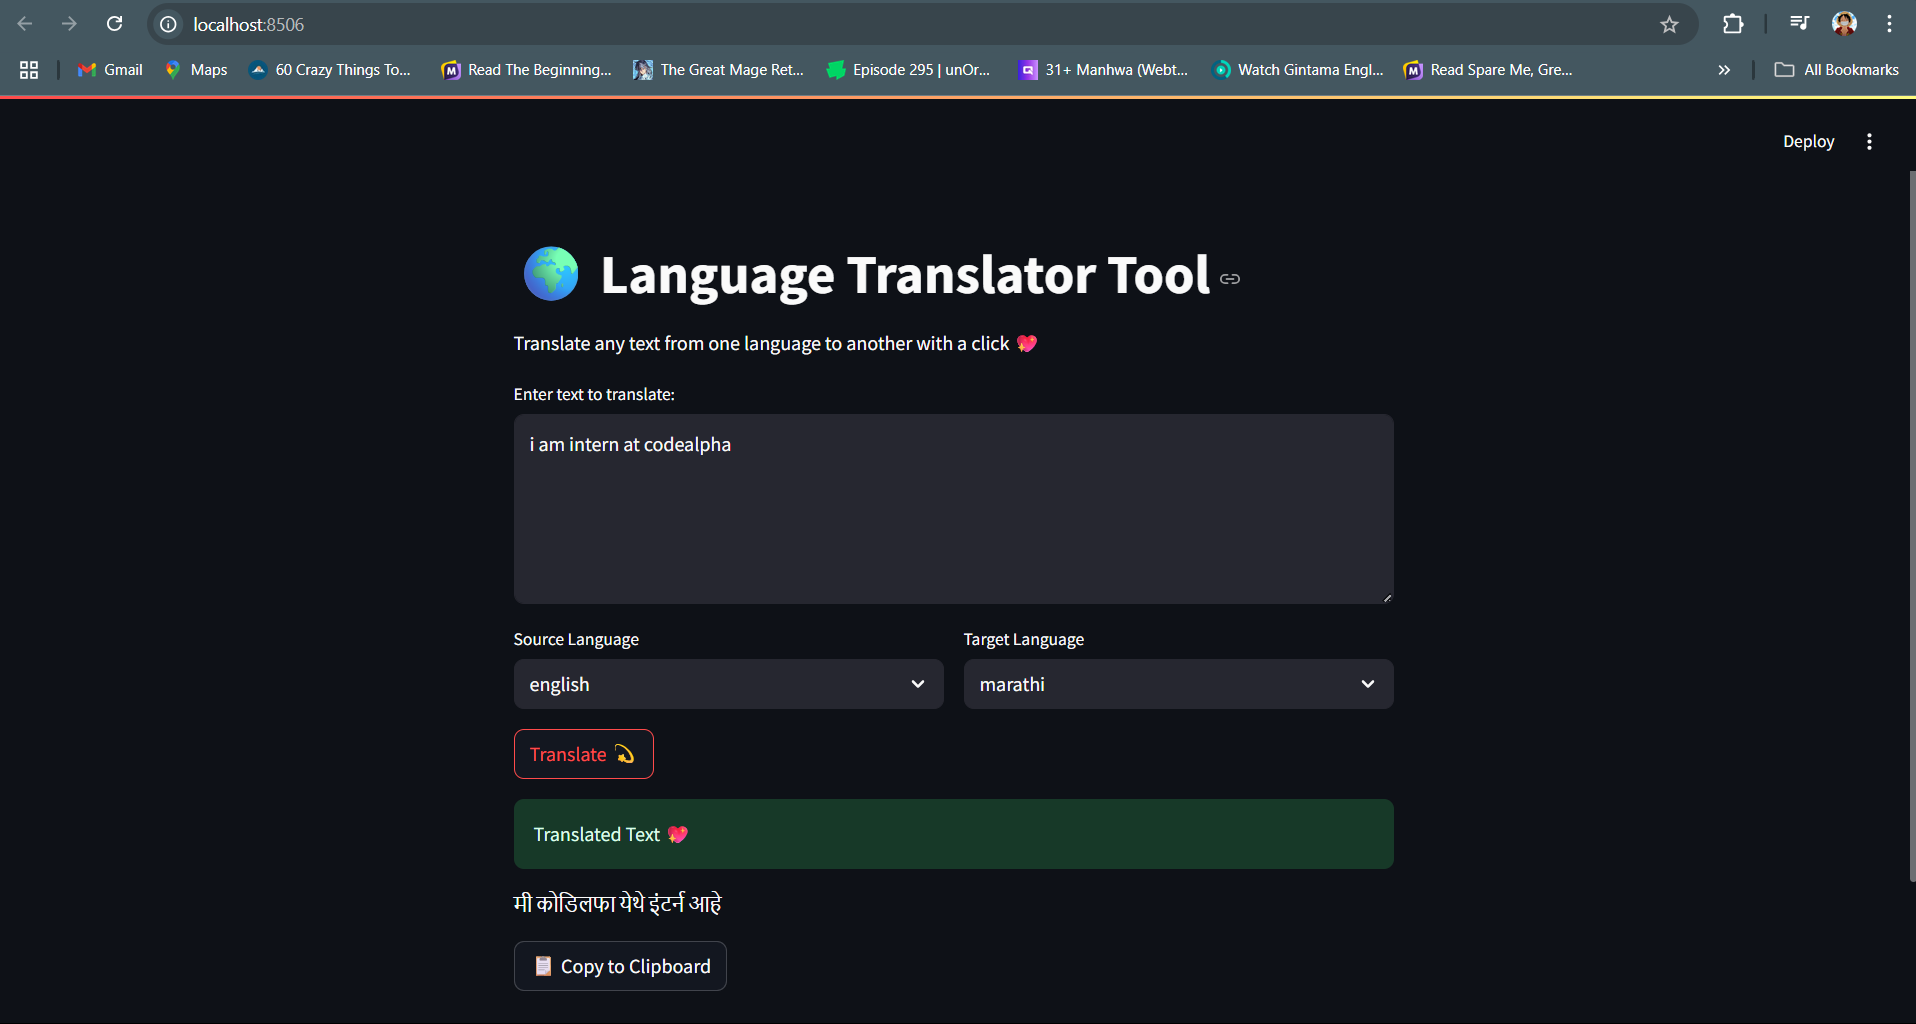 localhost:8506
Gmail
Maps
60 Crazy Things To...
Read The Beginning...
The Great Mage Ret...
Episode 295 | unOr...
31+ Manhwa (Webt...
Watch Gintama Engl...
Read Spare Me, Gre...
All Bookmarks
Deploy
Language Translator Tool
Translate any text from one language to another with a click 💖
Enter text to translate:
i am intern at codealpha
Source Language
Target Language
english
marathi
Translate 💫
Translated Text 💖
मी कोडिलफा येथे इंटर्न आहे
📋 Copy to Clipboard